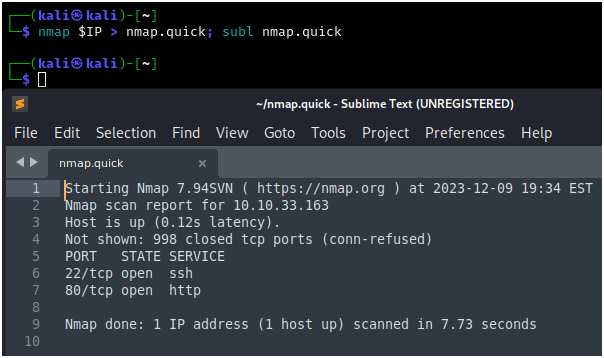 ┌──(kali㉿kali)-[~]
└─$ nmap $IP > nmap.quick; subl nmap.quick
┌──(kali㉿kali)-[~]
└─$
~/nmap.quick - Sublime Text (UNREGISTERED)
File Edit Selection Find View Goto Tools Project Preferences Help
nmap.quick ×
1 Starting Nmap 7.94SVN ( https://nmap.org ) at 2023-12-09 19:34 EST
2 Nmap scan report for 10.10.33.163
3 Host is up (0.12s latency).
4 Not shown: 998 closed tcp ports (conn-refused)
5 PORT   STATE SERVICE
6 22/tcp open  ssh
7 80/tcp open  http
8
9 Nmap done: 1 IP address (1 host up) scanned in 7.73 seconds
10